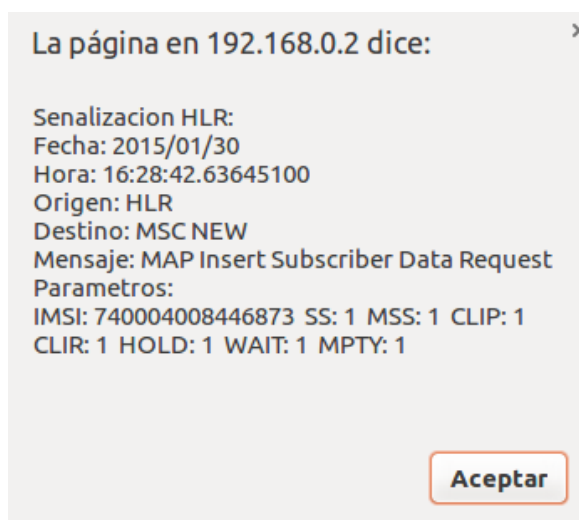 La página en 192.168.0.2 dice:
Senalizacion HLR:
Fecha: 2015/01/30
Hora: 16:28:42.63645100
Origen: HLR
Destino: MSC NEW
Mensaje: MAP Insert Subscriber Data Request
Parametros:
IMSI: 740004008446873 SS: 1 MSS: 1 CLIP: 1
CLIR: 1 HOLD: 1 WAIT: 1 MPTY: 1
Aceptar